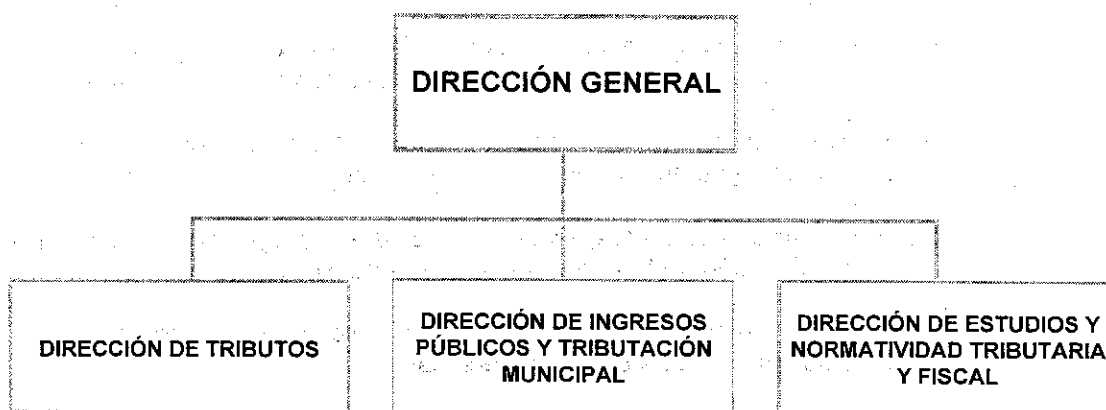 DIRECCIÓN GENERAL
DIRECCIÓN DE TRIBUTOS
DIRECCIÓN DE INGRESOS
PÚBLICOS Y TRIBUTACIÓN
MUNICIPAL
DIRECCIÓN DE ESTUDIOS Y
NORMATIVIDAD TRIBUTARIA
Y FISCAL